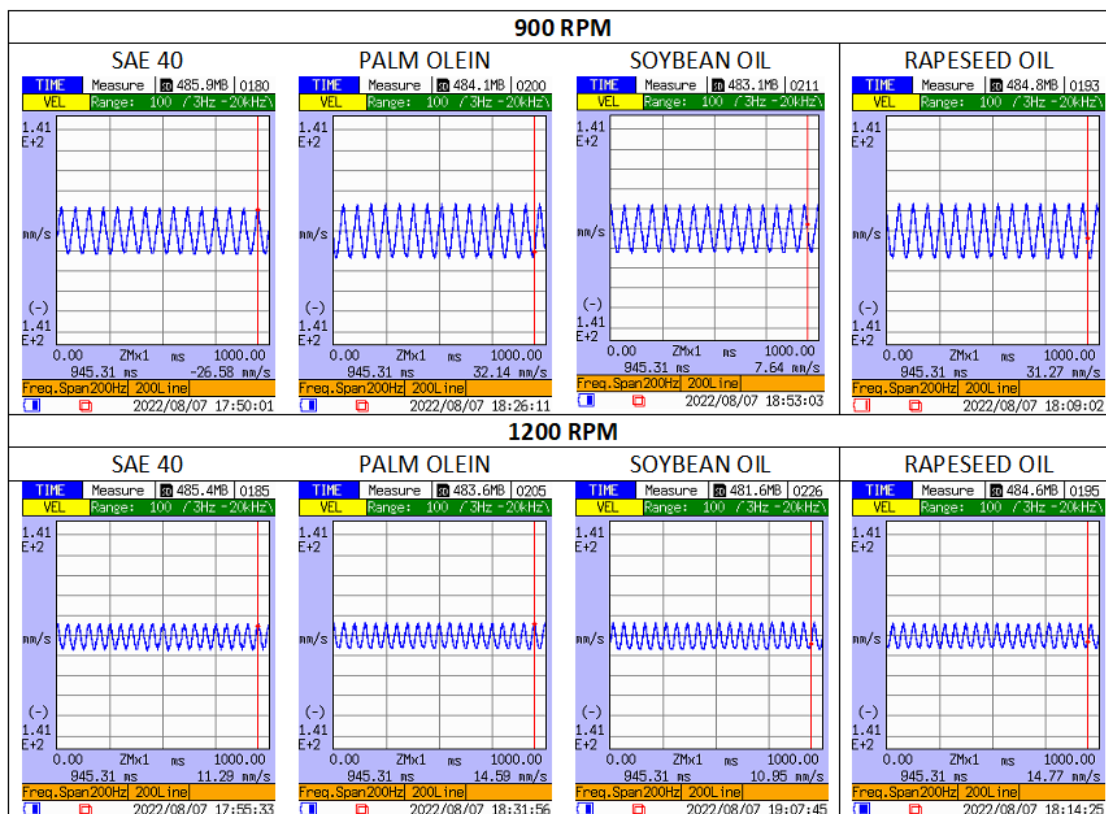 900 RPM
SAE 40
TIME Measure 485.9MB 0180
VEL Range: 100 /3Hz -20kHz\
1.41
E+2
mm/s
(-)
1.41
E+2
0.00 ZMx1 ms 1000.00
945.31 ms -26.58 mm/s
Freq.Span200Hz 200Line
2022/08/07 17:50:01
PALM OLEIN
TIME Measure 484.1MB 0200
VEL Range: 100 /3Hz -20kHz\
1.41
E+2
mm/s
(-)
1.41
E+2
0.00 ZMx1 ms 1000.00
945.31 ms 32.14 mm/s
Freq.Span200Hz 200Line
2022/08/07 18:26:11
SOYBEAN OIL
TIME Measure 483.1MB 0211
VEL Range: 100 /3Hz -20kHz\
1.41
E+2
mm/s
(-)
1.41
E+2
0.00 ZMx1 ms 1000.00
945.31 ms 7.64 mm/s
Freq.Span200Hz 200Line
2022/08/07 18:53:03
RAPESEED OIL
TIME Measure 484.8MB 0193
VEL Range: 100 /3Hz -20kHz\
1.41
E+2
mm/s
(-)
1.41
E+2
0.00 ZMx1 ms 1000.00
945.31 ms 31.27 mm/s
Freq.Span200Hz 200Line
2022/08/07 18:09:02
1200 RPM
SAE 40
TIME Measure 485.4MB 0185
VEL Range: 100 /3Hz -20kHz\
1.41
E+2
mm/s
(-)
1.41
E+2
0.00 ZMx1 ms 1000.00
945.31 ms 11.29 mm/s
Freq.Span200Hz 200Line
2022/08/07 17:55:33
PALM OLEIN
TIME Measure 483.6MB 0205
VEL Range: 100 /3Hz -20kHz\
1.41
E+2
mm/s
(-)
1.41
E+2
0.00 ZMx1 ms 1000.00
945.31 ms 14.59 mm/s
Freq.Span200Hz 200Line
2022/08/07 18:31:56
SOYBEAN OIL
TIME Measure 481.6MB 0226
VEL Range: 100 /3Hz -20kHz\
1.41
E+2
mm/s
(-)
1.41
E+2
0.00 ZMx1 ms 1000.00
945.31 ms 10.95 mm/s
Freq.Span200Hz 200Line
2022/08/07 19:07:45
RAPESEED OIL
TIME Measure 484.6MB 0195
VEL Range: 100 /3Hz -20kHz\
1.41
E+2
mm/s
(-)
1.41
E+2
0.00 ZMx1 ms 1000.00
945.31 ms 14.77 mm/s
Freq.Span200Hz 200Line
2022/08/07 18:14:25